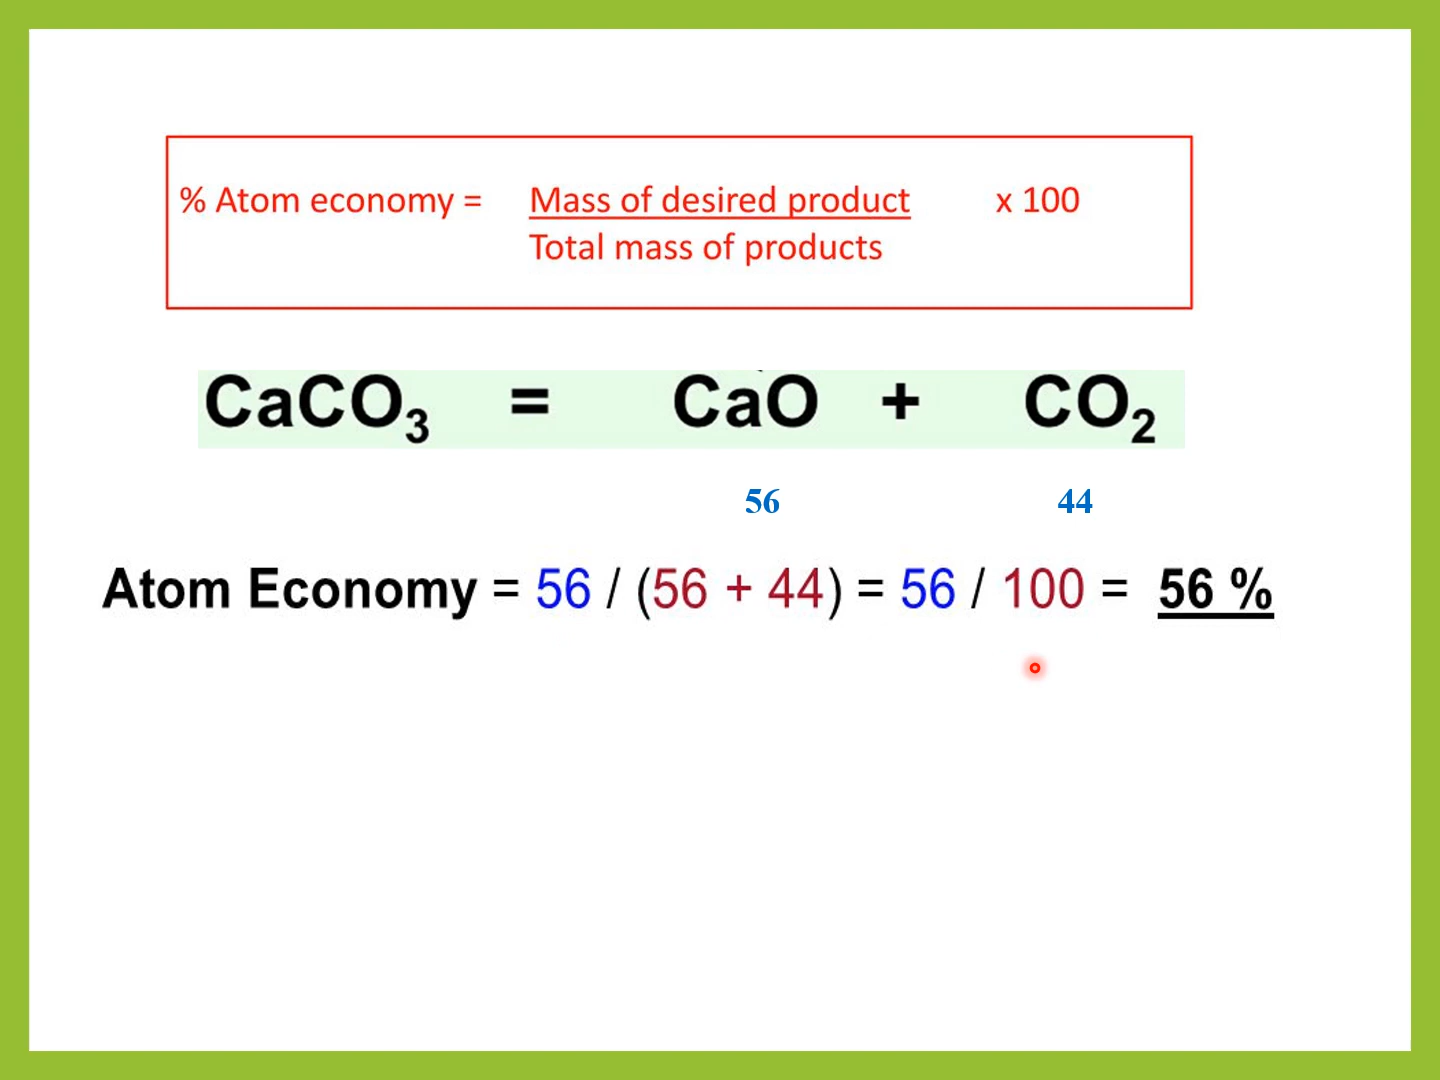 % Atom economy = Mass of desired product x 100
Total mass of products
CaCO₃ = CaO + CO₂
56 44
Atom Economy = 56 / (56 + 44) = 56 / 100 = 56 %